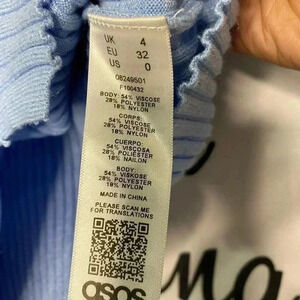 UK 4
EU 32
US 0
08249501
F100432
BODY: 54% VISCOSE
28% POLYESTER
18% NYLON
CORPS:
54% VISCOSE
28% POLYESTER
18% NYLON
CUERPO
54% VISCOSA
28% POLIESTER
18% NAILON
BODY: 54% VISKOSE
28% POLYESTER
18% NYLON
MADE IN CHINA
PLEASE SCAN ME
FOR TRANSLATIONS
asos